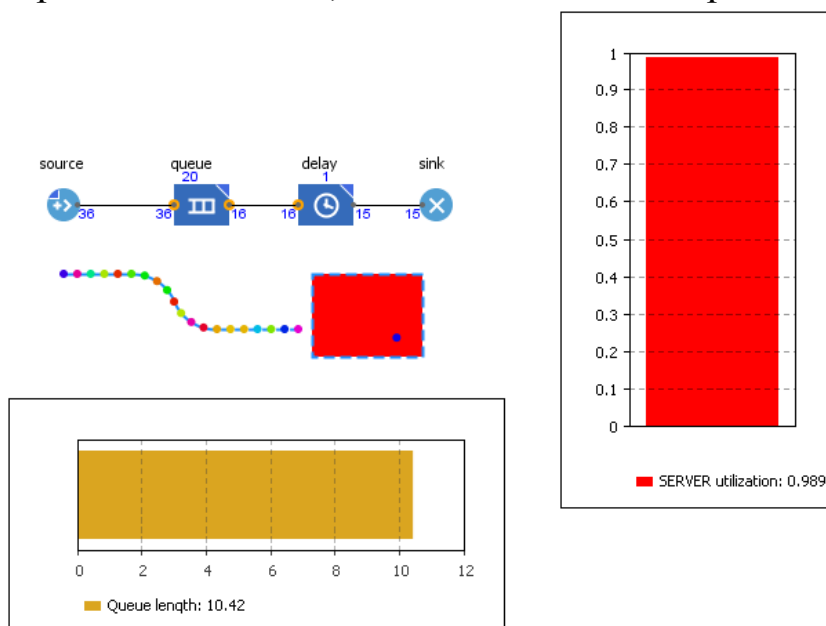 source queue delay sink
20 1
36 36 16 16 15 15
1
0.9
0.8
0.7
0.6
0.5
0.4
0.3
0.2
0.1
0
SERVER utilization: 0.989
0 2 4 6 8 10 12
Queue length: 10.42